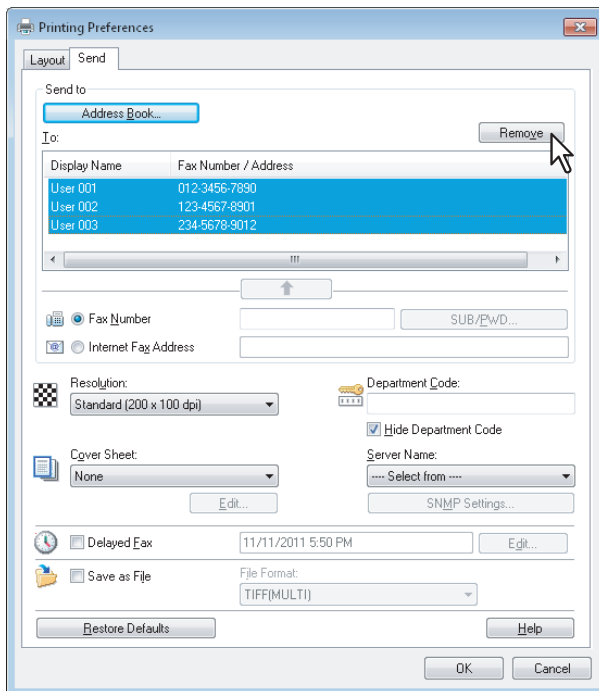 Printing Preferences
Layout Send
Send to
Address Book...
To:
Remove
Display Name Fax Number / Address
User 001 012-3456-7890
User 002 123-4567-8901
User 003 234-5678-9012
Fax Number SUB/PWD...
Internet Fax Address
Resolution:
Standard (200 x 100 dpi)
Department Code:
Hide Department Code
Cover Sheet:
None
Edit...
Server Name:
---- Select from ----
SNMP Settings...
Delayed Fax 11/11/2011 5:50 PM Edit...
Save as File
File Format:
TIFF(MULTI)
Restore Defaults Help
OK Cancel